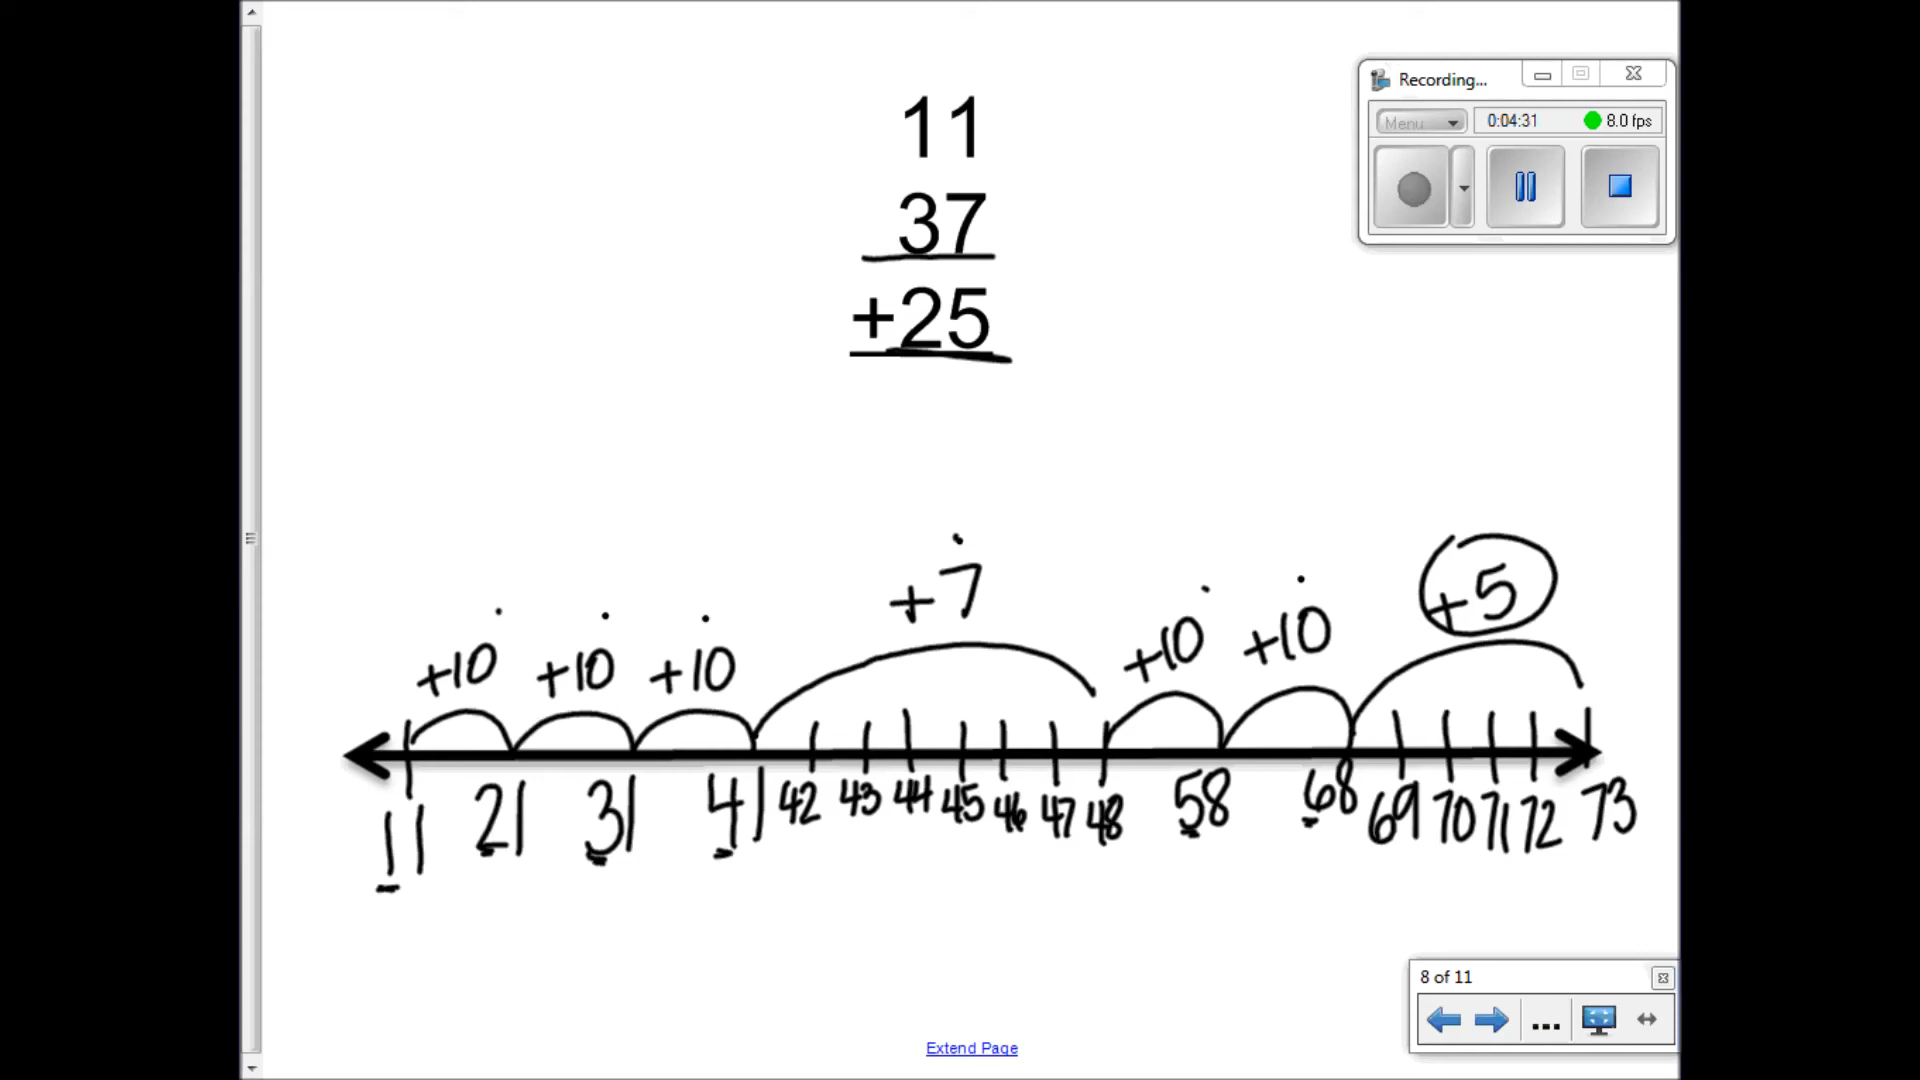 Recording...
Menu 0:04:31 8.0 fps
11
37
+25
+10 +10 +10 +7 +10 +10 +5
11 21 31 41 42 43 44 45 46 47 48 58 68 69 70 71 72 73
8 of 11
...
Extend Page